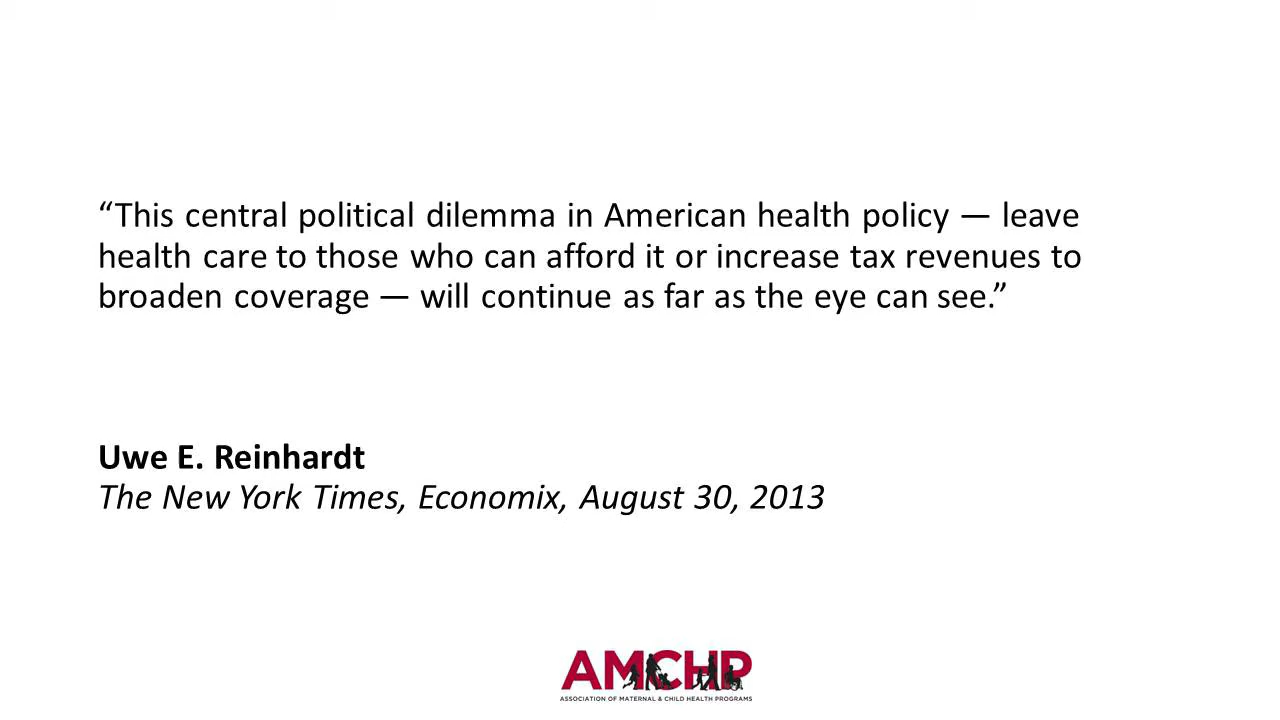 “This central political dilemma in American health policy — leave
health care to those who can afford it or increase tax revenues to
broaden coverage — will continue as far as the eye can see.”
Uwe E. Reinhardt
The New York Times, Economix, August 30, 2013
AMCHP
ASSOCIATION OF MATERNAL & CHILD HEALTH PROGRAMS